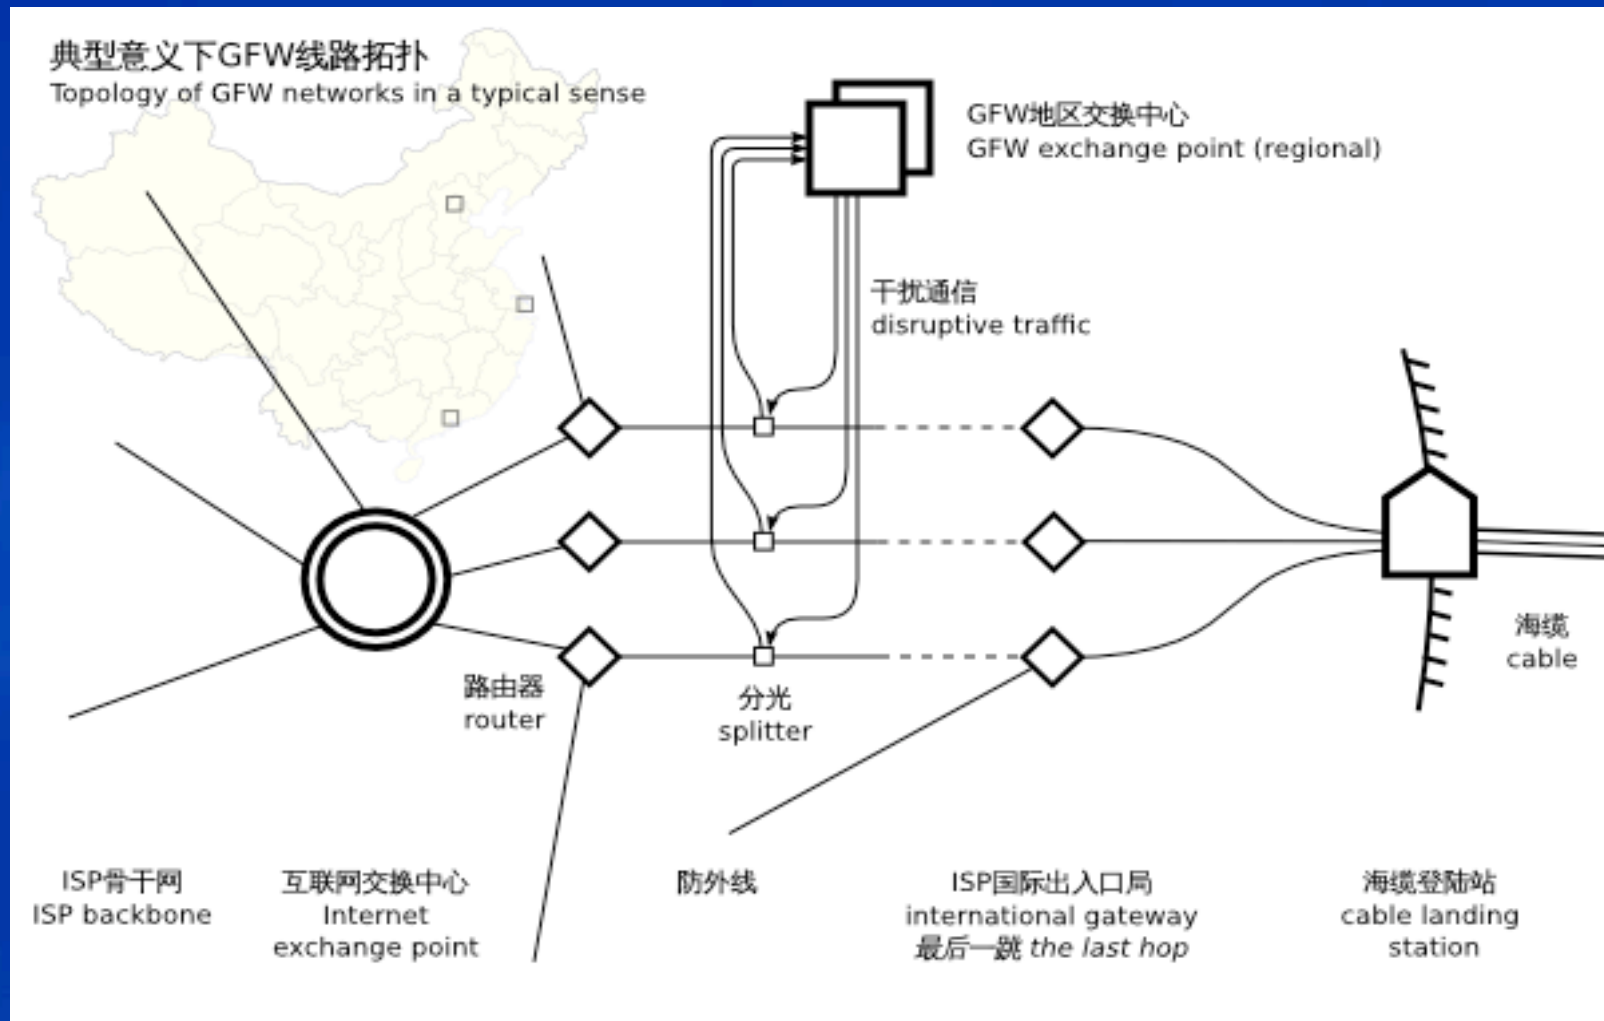 典型意义下GFW线路拓扑
Topology of GFW networks in a typical sense
GFW地区交换中心
GFW exchange point (regional)
干扰通信
disruptive traffic
海缆
cable
路由器
router
分光
splitter
ISP骨干网
ISP backbone
互联网交换中心
Internet
exchange point
防外线
ISP国际出入口局
international gateway
最后一跳 the last hop
海缆登陆站
cable landing
station